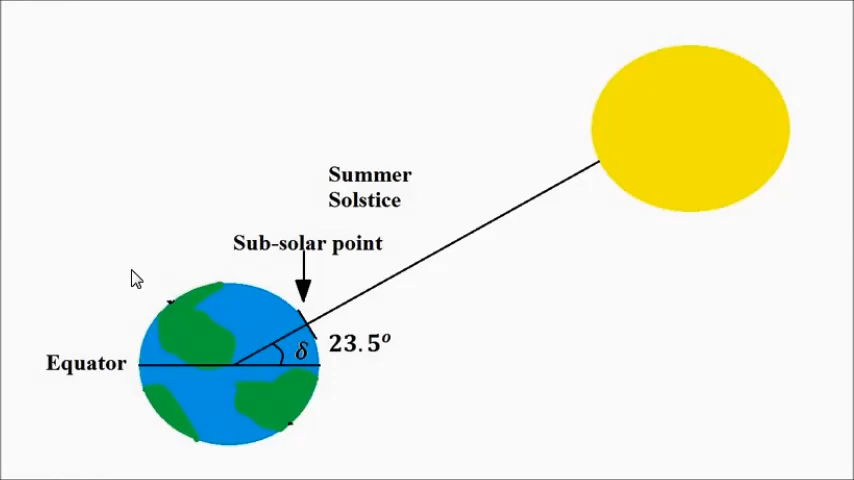 Summer
Solstice
Sub-solar point
Equator
δ
23.5°